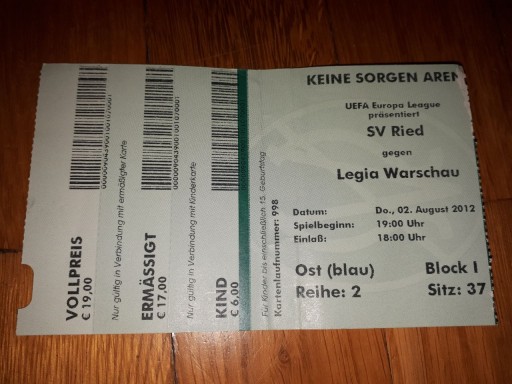 KEINE SORGEN AREN
UEFA Europa League
präsentiert
SV Ried
gegen
Legia Warschau
Datum: Do., 02. August 2012
Spielbeginn: 19:00 Uhr
Einlaß: 18:00 Uhr
Ost (blau) Block I
Reihe: 2 Sitz: 37
Für Kinder bis einschließlich 15. Geburtstag
Kartenlaufnummer: 998
VOLLPREIS
€ 19,00
Nur gültig in Verbindung mit ermäßigter Karte
ERMÄSSIGT
€ 17,00
Nur gültig in Verbindung mit Kinderkarte
KIND
€ 6,00